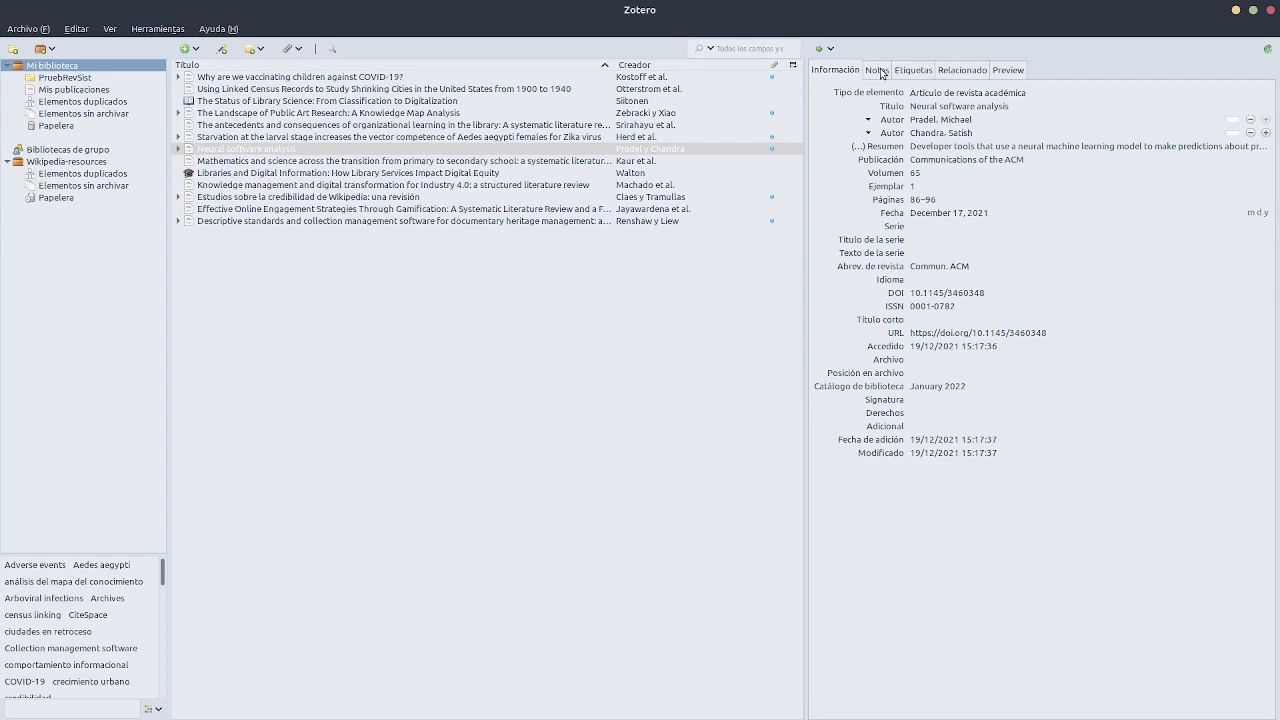 Zotero
Archivo (F) Editar Ver Herramientas Ayuda (H)
Todos los campos y e
Mi biblioteca
PruebRevSist
Mis publicaciones
Elementos duplicados
Elementos sin archivar
Papelera
Bibliotecas de grupo
Wikipedia-resources
Elementos duplicados
Elementos sin archivar
Papelera
Adverse events Aedes aegypti
análisis del mapa del conocimiento
Arboviral infections Archives
census linking CiteSpace
ciudades en retroceso
Collection management software
comportamiento informacional
COVID-19 crecimiento urbano
credibilidad
Título Creador
Why are we vaccinating children against COVID-19? Kostoff et al.
Using Linked Census Records to Study Shrinking Cities in the United States from 1900 to 1940 Otterstrom et al.
The Status of Library Science: From Classification to Digitalization Siitonen
The Landscape of Public Art Research: A Knowledge Map Analysis Zebracki y Xiao
The antecedents and consequences of organizational learning in the library: a systematic literature re... Srirahayu et al.
Starvation at the larval stage increases the vector competence of Aedes aegypti females for Zika virus Herd et al.
Neural software analysis Pradel y Chandra
Mathematics and science across the transition from primary to secondary school: a systematic literatur... Kaur et al.
Libraries and Digital Information: How Library Services Impact Digital Equity Walton
Knowledge management and digital transformation for Industry 4.0: a structured literature review Machado et al.
Estudios sobre la credibilidad de Wikipedia: una revisión Claes y Tramullas
Effective Online Engagement Strategies Through Gamification: A Systematic Literature Review and a F... Jayawardena et al.
Descriptive standards and collection management software for documentary heritage management: a... Renshaw y Liew
Información Notas Etiquetas Relacionado Preview
Tipo de elemento Artículo de revista académica
Título Neural software analysis
Autor Pradel, Michael
Autor Chandra, Satish
(...) Resumen Developer tools that use a neural machine learning model to make predictions about pr...
Publicación Communications of the ACM
Volumen 65
Ejemplar 1
Páginas 86–96
Fecha December 17, 2021 m d y
Serie
Título de la serie
Texto de la serie
Abrev. de revista Commun. ACM
Idioma
DOI 10.1145/3460348
ISSN 0001-0782
Título corto
URL https://doi.org/10.1145/3460348
Accedido 19/12/2021 15:17:36
Archivo
Posición en archivo
Catálogo de biblioteca January 2022
Signatura
Derechos
Adicional
Fecha de adición 19/12/2021 15:17:37
Modificado 19/12/2021 15:17:37